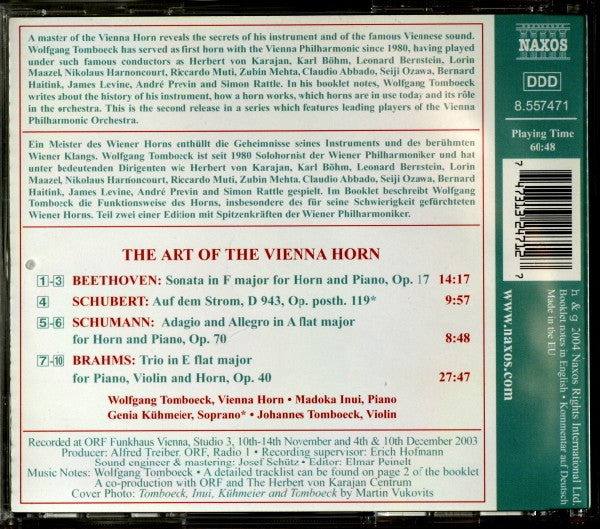 A master of the Vienna Horn reveals the secrets of his instrument and of the famous Viennese sound.
Wolfgang Tomboeck has served as first horn with the Vienna Philharmonic since 1980, having played
under such famous conductors as Herbert von Karajan, Karl Böhm, Leonard Bernstein, Lorin
Maazel, Nikolaus Harnoncourt, Riccardo Muti, Zubin Mehta, Claudio Abbado, Seiji Ozawa, Bernard
Haitink, James Levine, André Previn and Simon Rattle. In his booklet notes, Wolfgang Tomboeck
writes about the history of his instrument, how a horn works, which horns are in use today and its rôle
in the orchestra. This is the second release in a series which features leading players of the Vienna
Philharmonic Orchestra.
Ein Meister des Wiener Horns enthüllt die Geheimnisse seines Instruments und des berühmten
Wiener Klangs. Wolfgang Tomboeck ist seit 1980 Solohornist der Wiener Philharmoniker und hat
unter bedeutenden Dirigenten wie Herbert von Karajan, Karl Böhm, Leonard Bernstein, Lorin
Maazel, Nikolaus Harnoncourt, Riccardo Muti, Zubin Mehta, Claudio Abbado, Seiji Ozawa, Bernard
Haitink, James Levine, André Previn and Simon Rattle gespielt. Im Booklet beschreibt Wolfgang
Tomboeck die Funktionsweise des Horns, insbesondere des für seine Schwierigkeit gefürchteten
Wiener Horns. Teil zwei einer Edition mit Spitzenkräften der Wiener Philharmoniker.
THE ART OF THE VIENNA HORN
1-3 BEETHOVEN: Sonata in F major for Horn and Piano, Op. 17 14:17
4 SCHUBERT: Auf dem Strom, D 943, Op. posth. 119* 9:57
5-6 SCHUMANN: Adagio and Allegro in A flat major
for Horn and Piano, Op. 70 8:48
7-10 BRAHMS: Trio in E flat major
for Piano, Violin and Horn, Op. 40 27:47
Wolfgang Tomboeck, Vienna Horn • Madoka Inui, Piano
Genia Kühmeier, Soprano* • Johannes Tomboeck, Violin
Recorded at ORF Funkhaus Vienna, Studio 3, 10th-14th November and 4th & 10th December 2003
Producer: Alfred Treiber, ORF, Radio 1 • Recording supervisor: Erich Hofmann
Sound engineer & mastering: Josef Schütz • Editor: Elmar Peinelt
Music Notes: Wolfgang Tomboeck • A detailed tracklist can be found on page 2 of the booklet
A co-production with ORF and The Herbert von Karajan Centrum
Cover Photo: Tomboeck, Inui, Kühmeier and Tomboeck by Martin Vukovits
NAXOS
DDD
8.557471
Playing Time
60:48
7 47313 24712 7
www.naxos.com
h & g 2004 Naxos Rights International Ltd.
Booklet notes in English • Kommentar auf Deutsch
Made in the EU